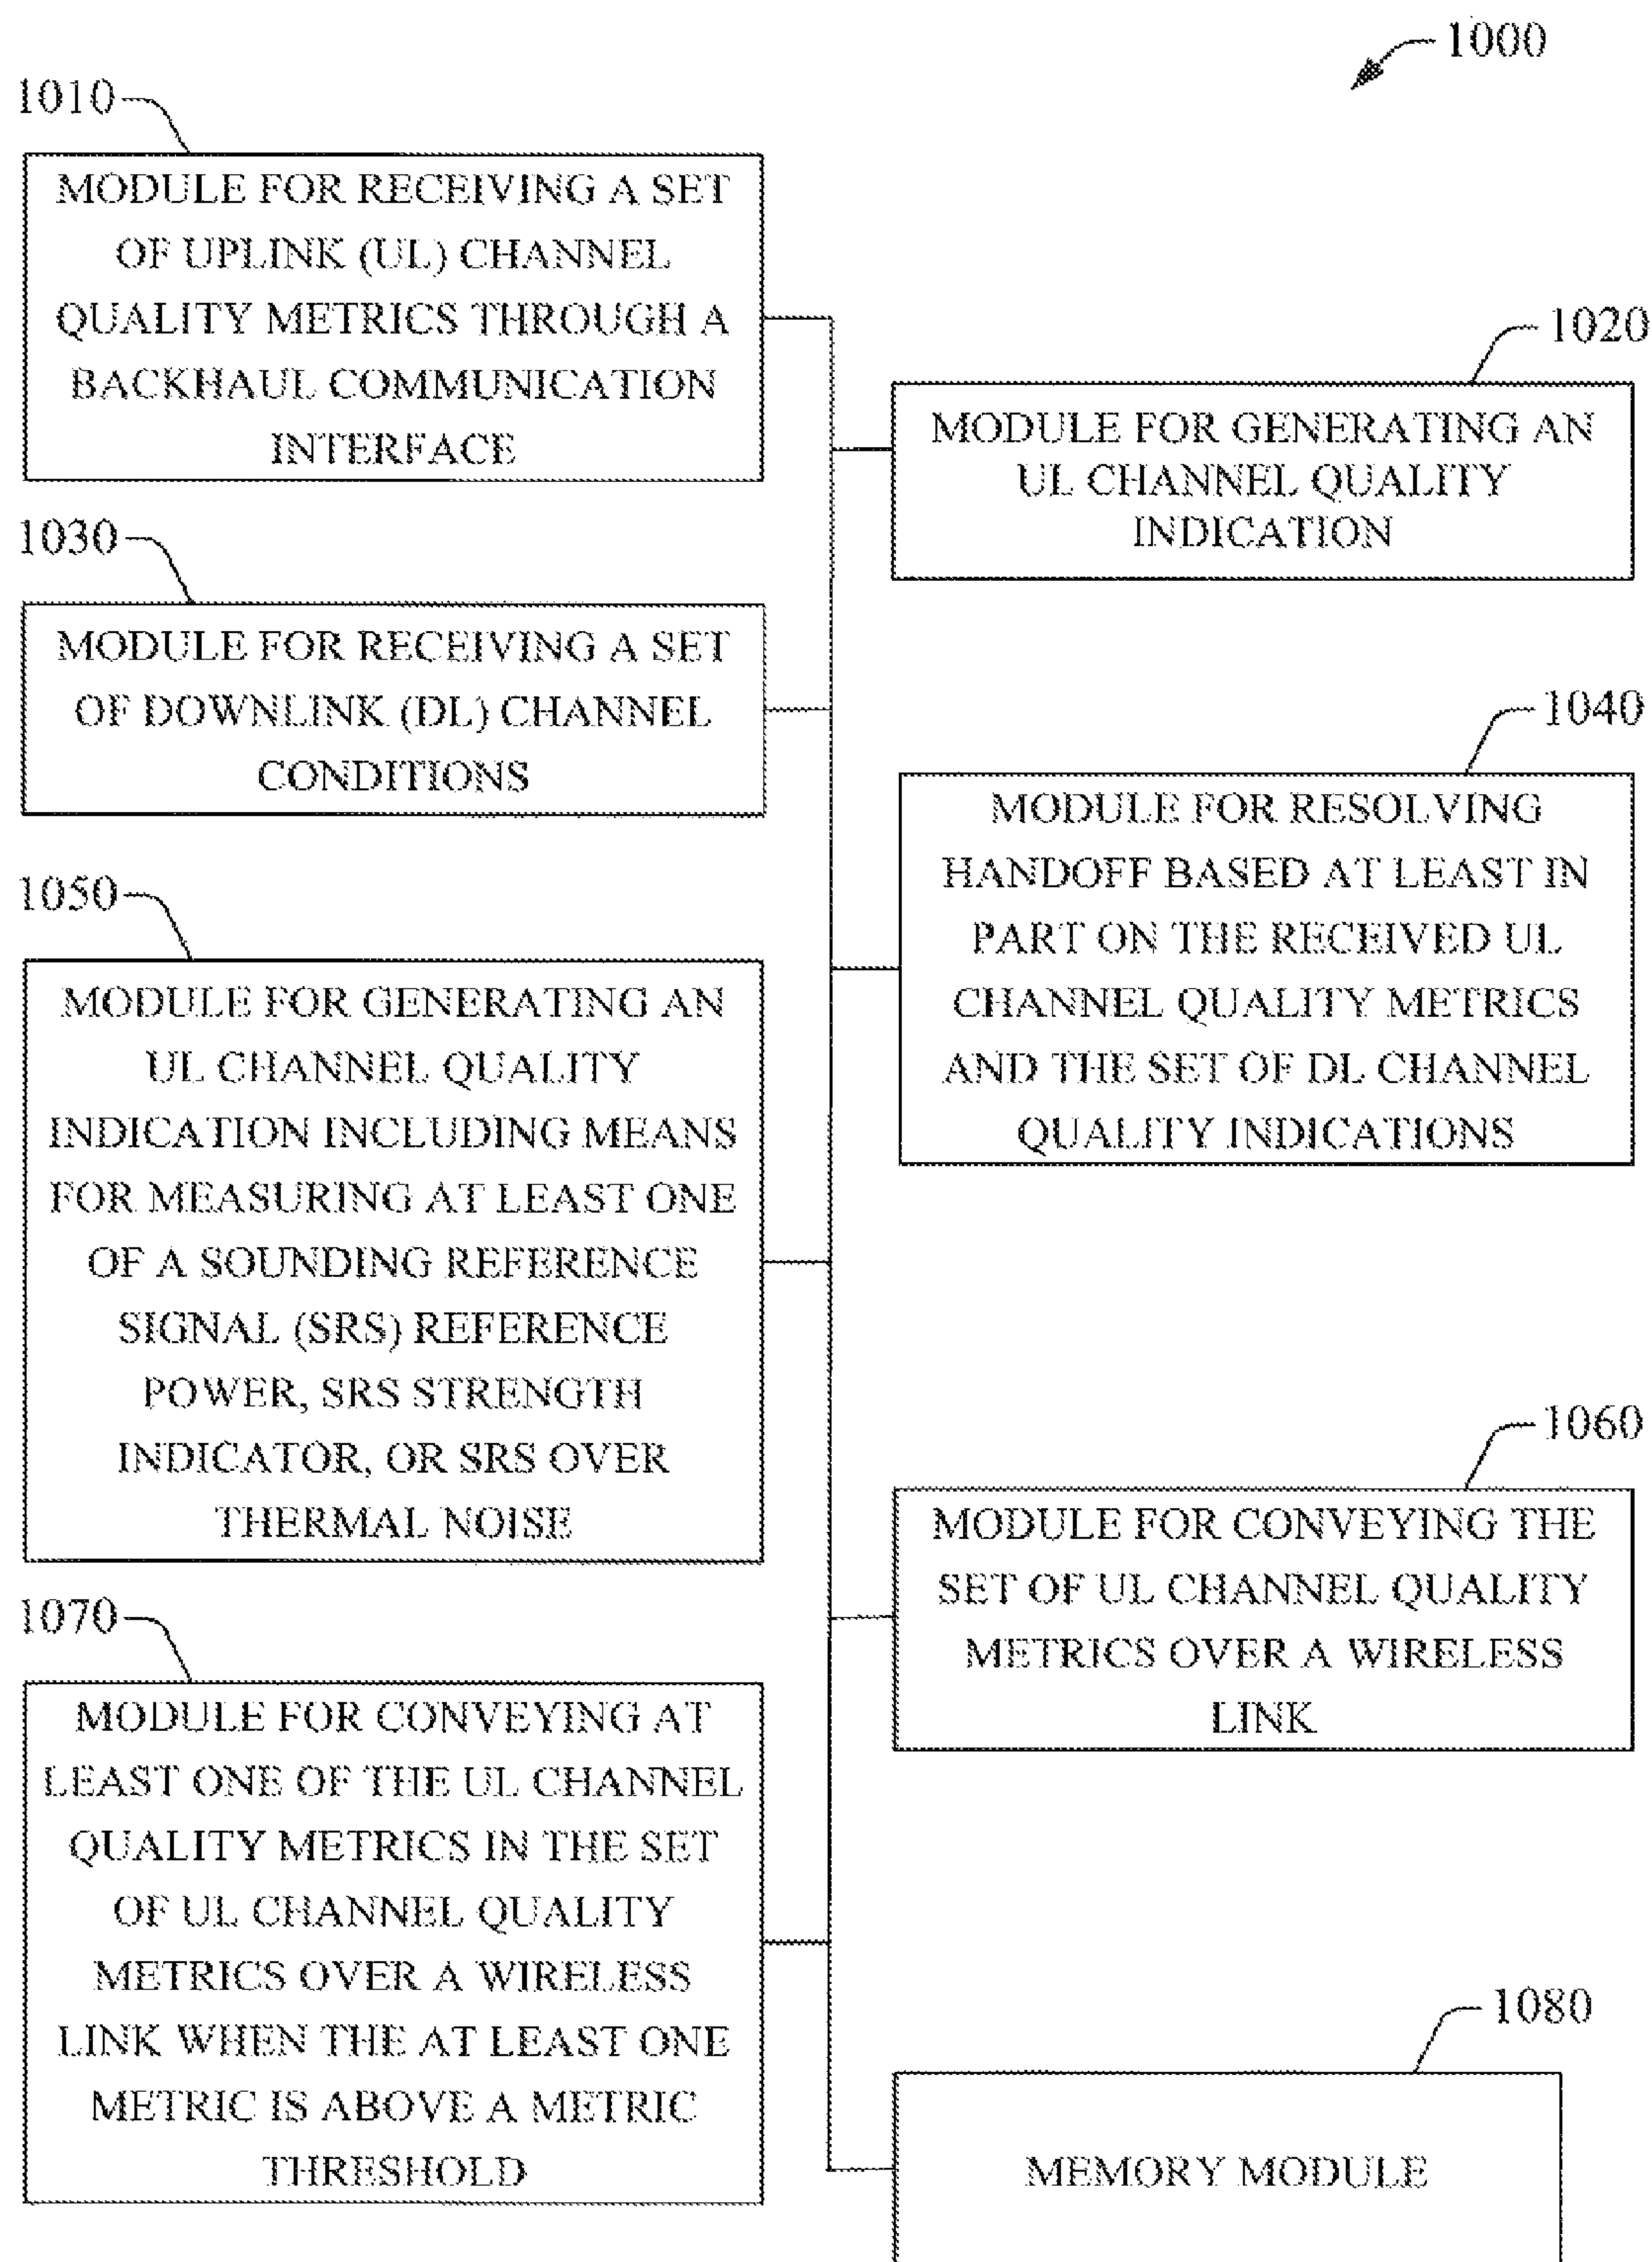 1000
1010
MODULE FOR RECEIVING A SET
OF UPLINK (UL) CHANNEL
QUALITY METRICS THROUGH A
BACKHAUL COMMUNICATION
INTERFACE
1020
MODULE FOR GENERATING AN
UL CHANNEL QUALITY
INDICATION
1030
MODULE FOR RECEIVING A SET
OF DOWNLINK (DL) CHANNEL
CONDITIONS
1040
MODULE FOR RESOLVING
HANDOFF BASED AT LEAST IN
PART ON THE RECEIVED UL
CHANNEL QUALITY METRICS
AND THE SET OF DL CHANNEL
QUALITY INDICATIONS
1050
MODULE FOR GENERATING AN
UL CHANNEL QUALITY
INDICATION INCLUDING MEANS
FOR MEASURING AT LEAST ONE
OF A SOUNDING REFERENCE
SIGNAL (SRS) REFERENCE
POWER, SRS STRENGTH
INDICATOR, OR SRS OVER
THERMAL NOISE
1060
MODULE FOR CONVEYING THE
SET OF UL CHANNEL QUALITY
METRICS OVER A WIRELESS
LINK
1070
MODULE FOR CONVEYING AT
LEAST ONE OF THE UL CHANNEL
QUALITY METRICS IN THE SET
OF UL CHANNEL QUALITY
METRICS OVER A WIRELESS
LINK WHEN THE AT LEAST ONE
METRIC IS ABOVE A METRIC
THRESHOLD
1080
MEMORY MODULE